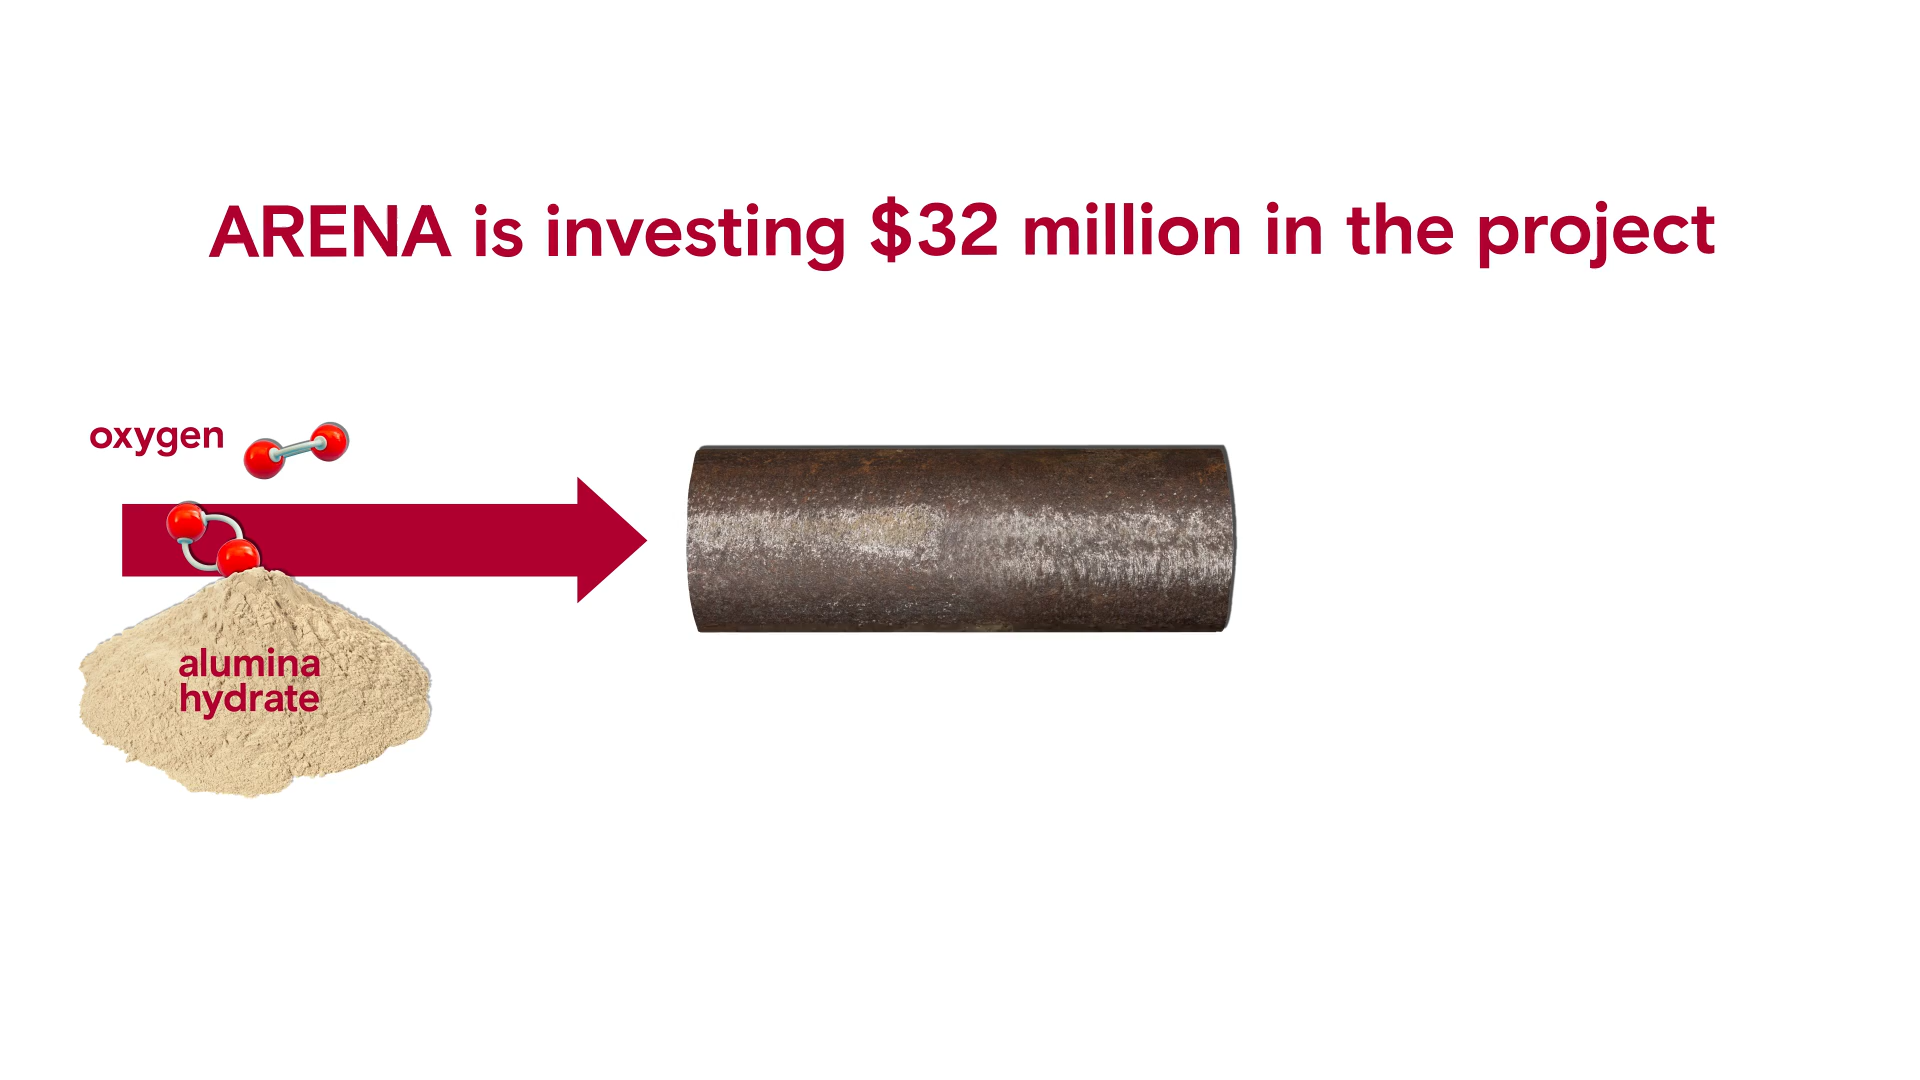 ARENA is investing $32 million in the project
oxygen
alumina
hydrate